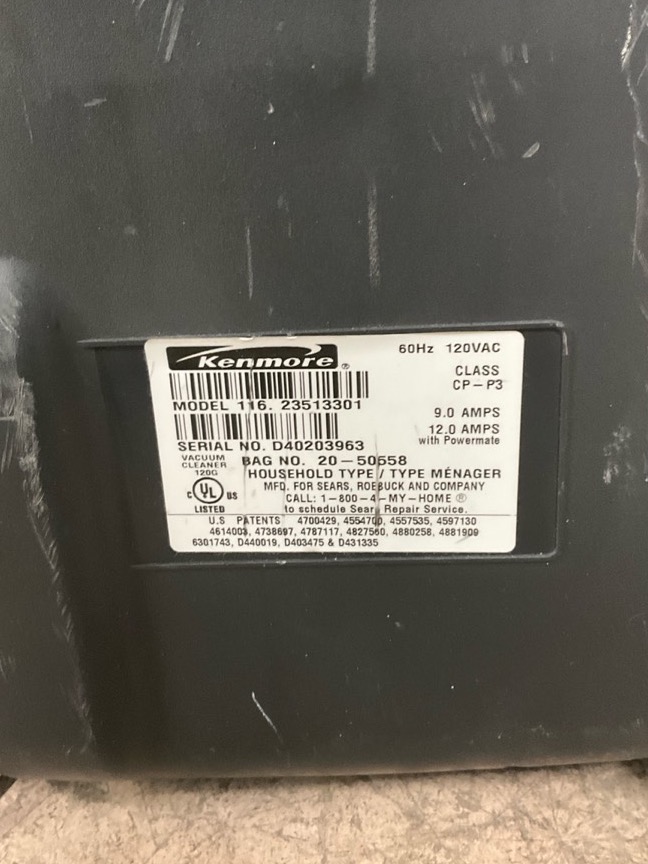 Kenmore®
60Hz 120VAC
CLASS
CP-P3
MODEL 116. 23513301
9.0 AMPS
12.0 AMPS
with Powermate
SERIAL NO. D40203963
VACUUM
CLEANER
120G
BAG NO. 20-50558
HOUSEHOLD TYPE / TYPE MÉNAGER
MFD. FOR SEARS, ROEBUCK AND COMPANY
CALL: 1-800-4-MY-HOME ®
to schedule Sears Repair Service.
c UL US
LISTED
U.S PATENTS 4700429, 4554700, 4557535, 4597130
4614003, 4738697, 4787117, 4827560, 4880258, 4881909
6301743, D440019, D403475 & D431335